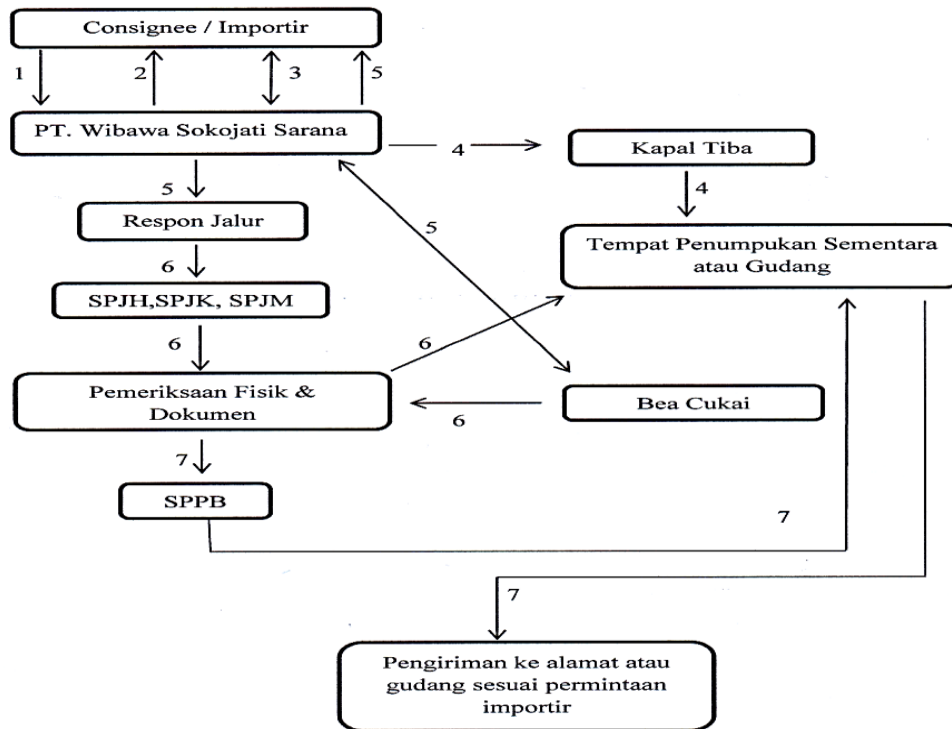 Consignee / Importir
1
2
3
5
PT. Wibawa Sokojati Sarana
4
Kapal Tiba
5
4
Respon Jalur
5
Tempat Penumpukan Sementara
atau Gudang
6
SPJH,SPJK, SPJM
6
6
Pemeriksaan Fisik &
Dokumen
6
Bea Cukai
7
SPPB
7
7
Pengiriman ke alamat atau
gudang sesuai permintaan
importir